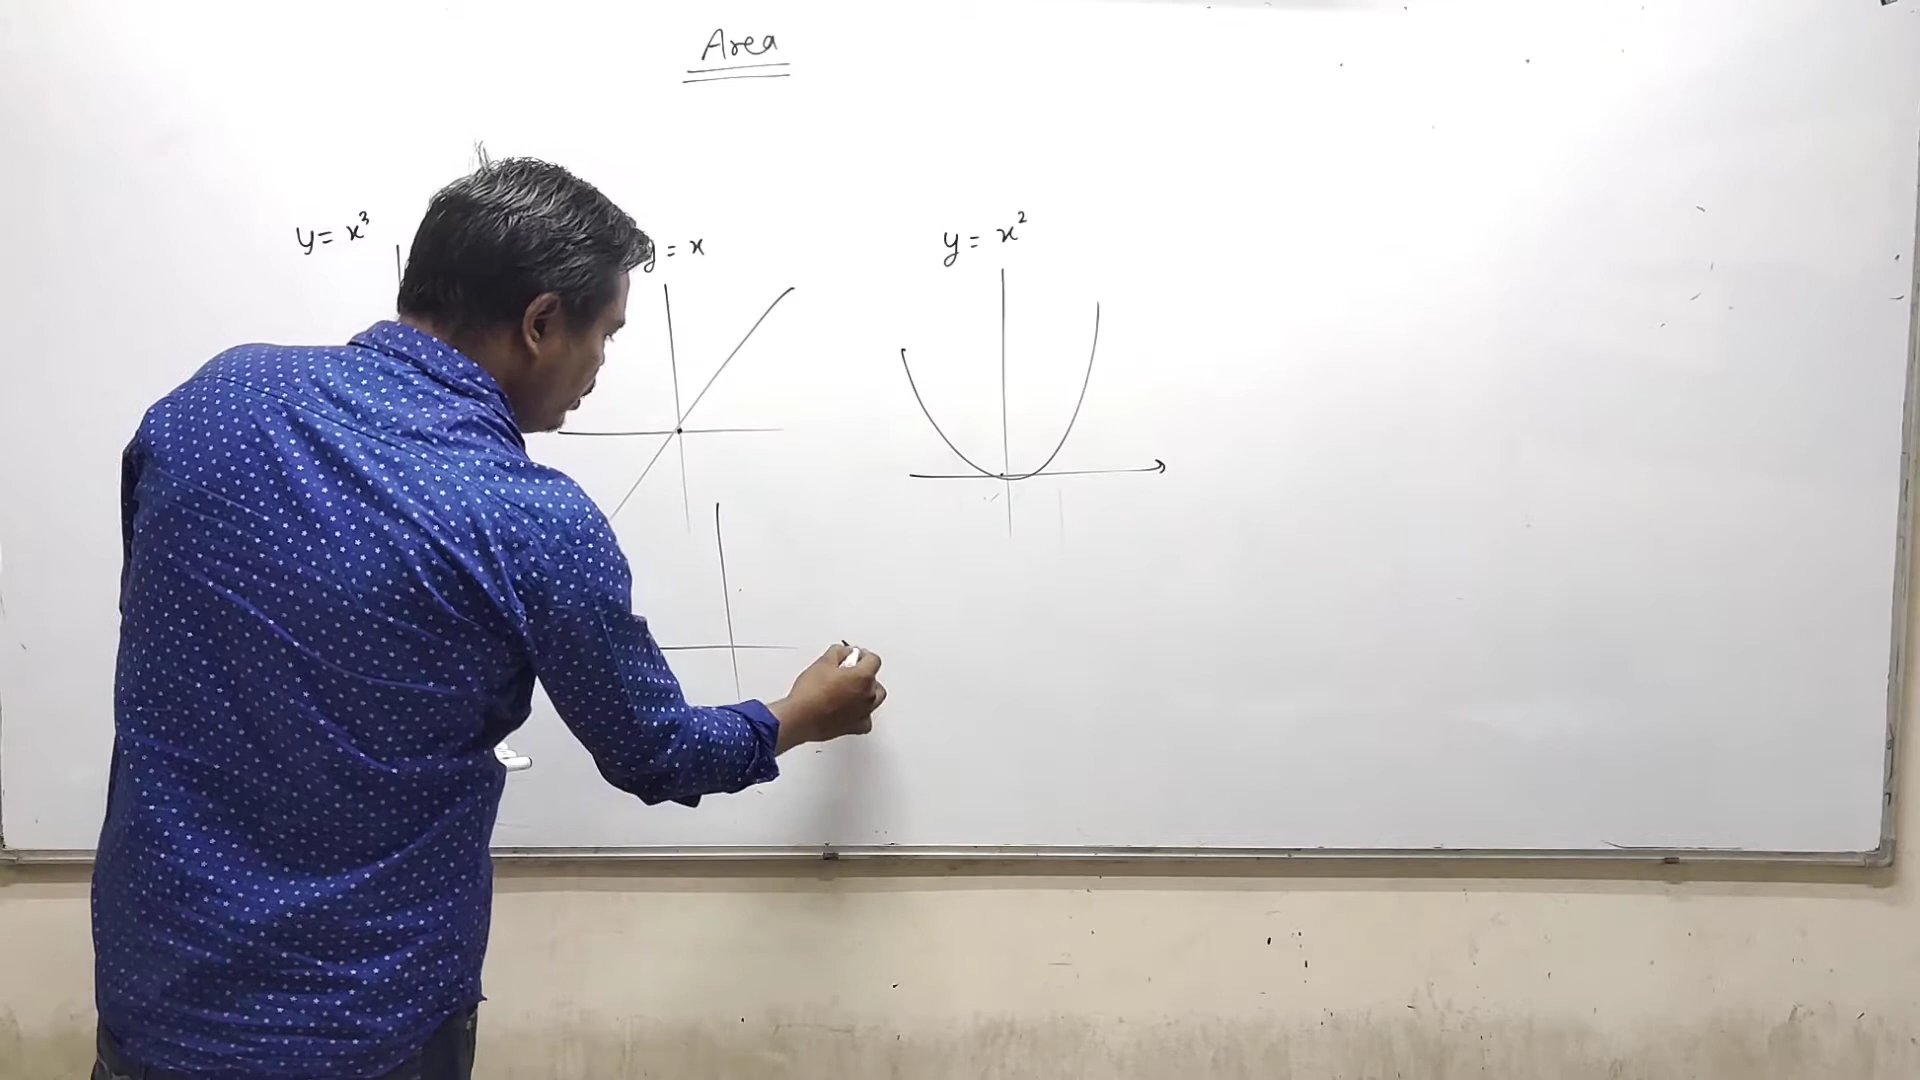 Area
y = x³
y = x
y = x²